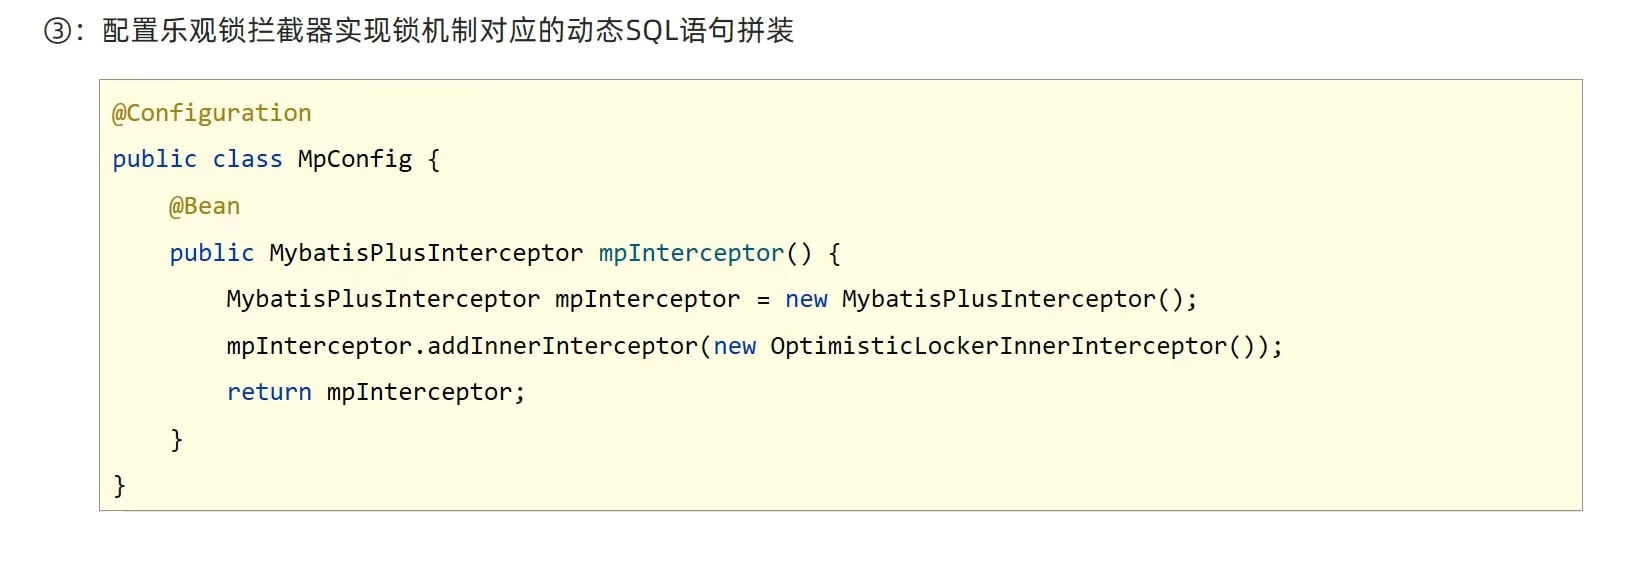 ③：配置乐观锁拦截器实现锁机制对应的动态SQL语句拼装
@Configuration
public class MpConfig {
    @Bean
    public MybatisPlusInterceptor mpInterceptor() {
        MybatisPlusInterceptor mpInterceptor = new MybatisPlusInterceptor();
        mpInterceptor.addInnerInterceptor(new OptimisticLockerInnerInterceptor());
        return mpInterceptor;
    }
}